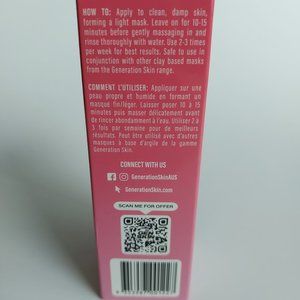 HOW TO: Apply to clean, damp skin,
forming a light mask. Leave on for 10-15
minutes before gently massaging in and
rinse thoroughly with water. Use 2-3 times
per week for best results. Safe to use in
conjunction with other clay based masks
from the Generation Skin range.
COMMENT L'UTILISER: Appliquer sur une
peau propre et humide en formant un
masque fin/léger. Laisser poser 10 à 15
minutes puis masser délicatement avant
de rincer abondamment à l'eau. Utiliser 2 à
3 fois par semaine pour de meilleurs
résultats. Peut être utilisé avec d'autres
masques à base d'argile de la gamme
Generation Skin.
CONNECT WITH US
GenerationSkinAUS
GenerationSkin.com
SCAN ME FOR OFFER